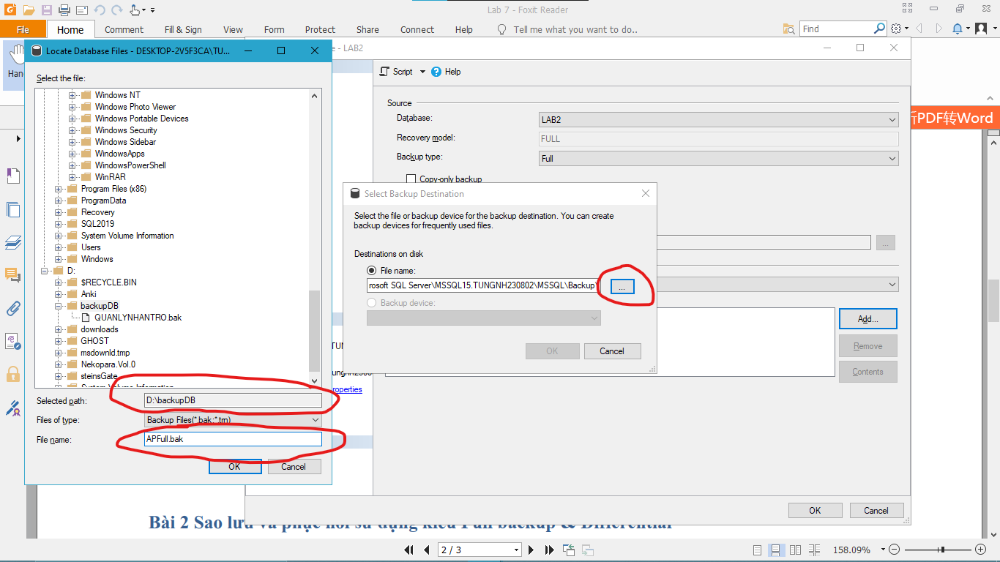 Lab 7 - Foxit Reader
File Home Comment Fill & Sign View Form Protect Share Connect Help Tell me what you want to do.. Find
Locate Database Files - DESKTOP-2V5F3CA\TU...
Select the file:
Windows NT
Windows Photo Viewer
Windows Portable Devices
Windows Security
Windows Sidebar
WindowsApps
WindowsPowerShell
WinRAR
Program Files (x86)
ProgramData
Recovery
SQL2019
System Volume Information
Users
Windows
D:
$RECYCLE.BIN
Anki
backupDB
QUANLYNHANTRO.bak
downloads
GHOST
msdownld.tmp
Nekopara.Vol.0
steinsGate
System Volume Information
Selected path: D:\backupDB
Files of type: Backup Files(*.bak;*.trn)
File name: APFull.bak
OK Cancel
- LAB2
Script Help
Source
Database: LAB2
Recovery model: FULL
Backup type: Full
Copy-only backup
Select Backup Destination
Select the file or backup device for the backup destination. You can create
backup devices for frequently used files.
Destinations on disk
File name:
rosoft SQL Server\MSSQL15.TUNGNH230802\MSSQL\Backup\ ...
Backup device:
OK Cancel
...
Add...
Remove
Contents
roperties
OK Cancel
PDF转Word
Bài 2 Sao lưu và phục hồi sử dụng kiểu Full backup & Differential
2 / 3
158.09%